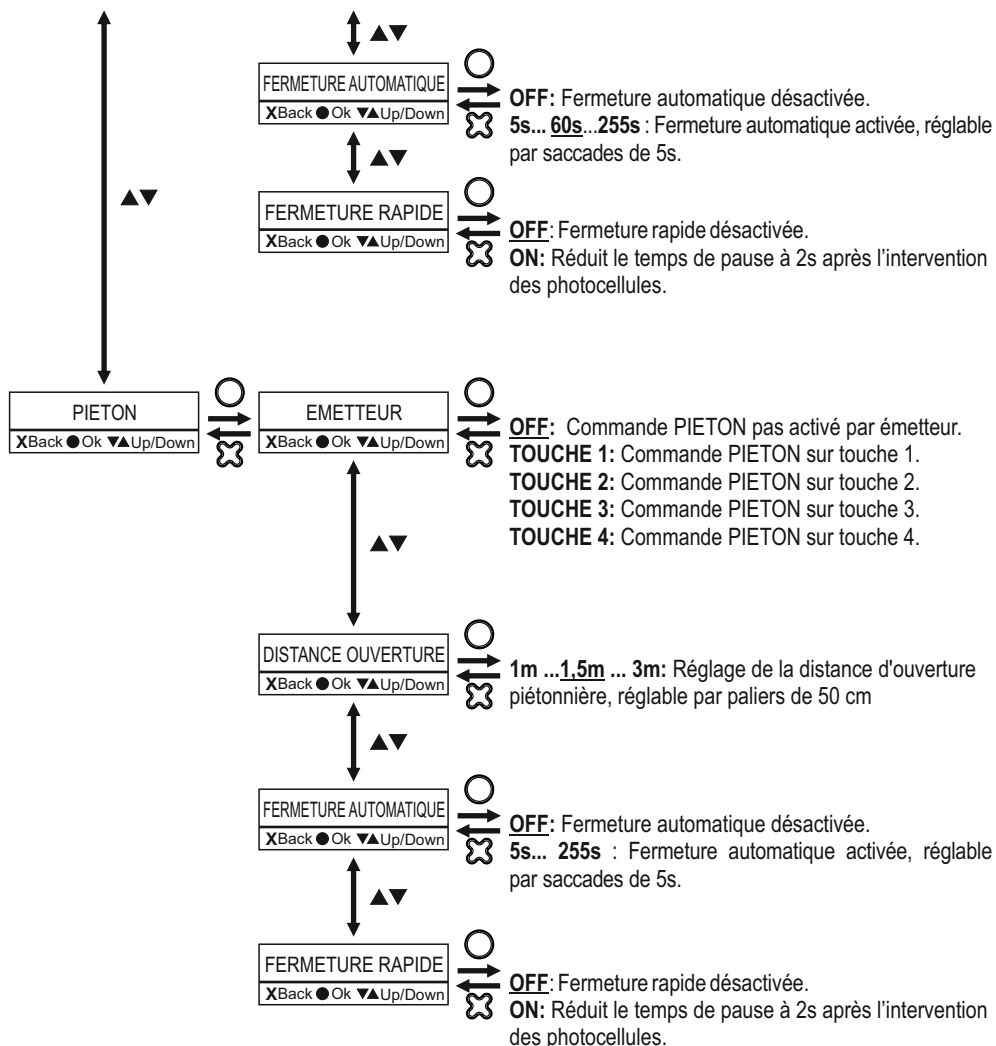 ▲▼
FERMETURE AUTOMATIQUE
XBack ● Ok ▼▲Up/Down
OFF: Fermeture automatique désactivée.
5s... 60s...255s : Fermeture automatique activée, réglable
par saccades de 5s.
▲▼
▲▼
FERMETURE RAPIDE
XBack ● Ok ▼▲Up/Down
OFF: Fermeture rapide désactivée.
ON: Réduit le temps de pause à 2s après l'intervention
des photocellules.
PIETON
XBack ● Ok ▼▲Up/Down
EMETTEUR
XBack ● Ok ▼▲Up/Down
OFF: Commande PIETON pas activé par émetteur.
TOUCHE 1: Commande PIETON sur touche 1.
TOUCHE 2: Commande PIETON sur touche 2.
TOUCHE 3: Commande PIETON sur touche 3.
TOUCHE 4: Commande PIETON sur touche 4.
▲▼
DISTANCE OUVERTURE
XBack ● Ok ▼▲Up/Down
1m ...1,5m ... 3m: Réglage de la distance d'ouverture
piétonnière, réglable par paliers de 50 cm
▲▼
FERMETURE AUTOMATIQUE
XBack ● Ok ▼▲Up/Down
OFF: Fermeture automatique désactivée.
5s... 255s : Fermeture automatique activée, réglable
par saccades de 5s.
▲▼
FERMETURE RAPIDE
XBack ● Ok ▼▲Up/Down
OFF: Fermeture rapide désactivée.
ON: Réduit le temps de pause à 2s après l'intervention
des photocellules.